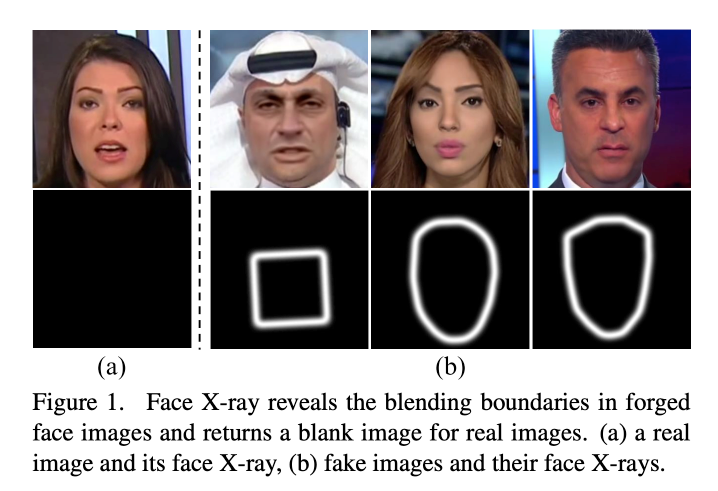 (a)
(b)
Figure 1. Face X-ray reveals the blending boundaries in forged
face images and returns a blank image for real images. (a) a real
image and its face X-ray, (b) fake images and their face X-rays.